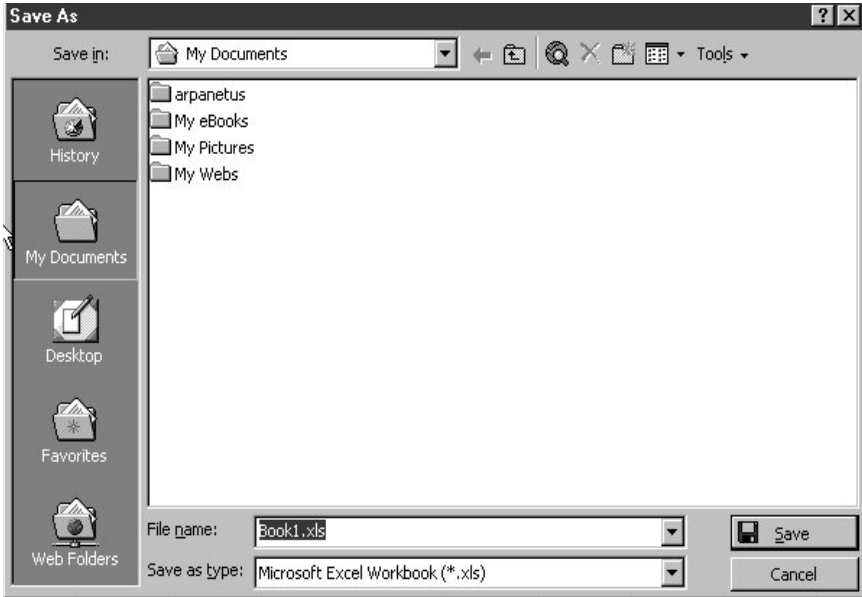 Save As
Save in:
My Documents
Tools
arpanetus
My eBooks
My Pictures
My Webs
History
My Documents
Desktop
Favorites
Web Folders
File name:
Book1.xls
Save
Save as type:
Microsoft Excel Workbook (*.xls)
Cancel